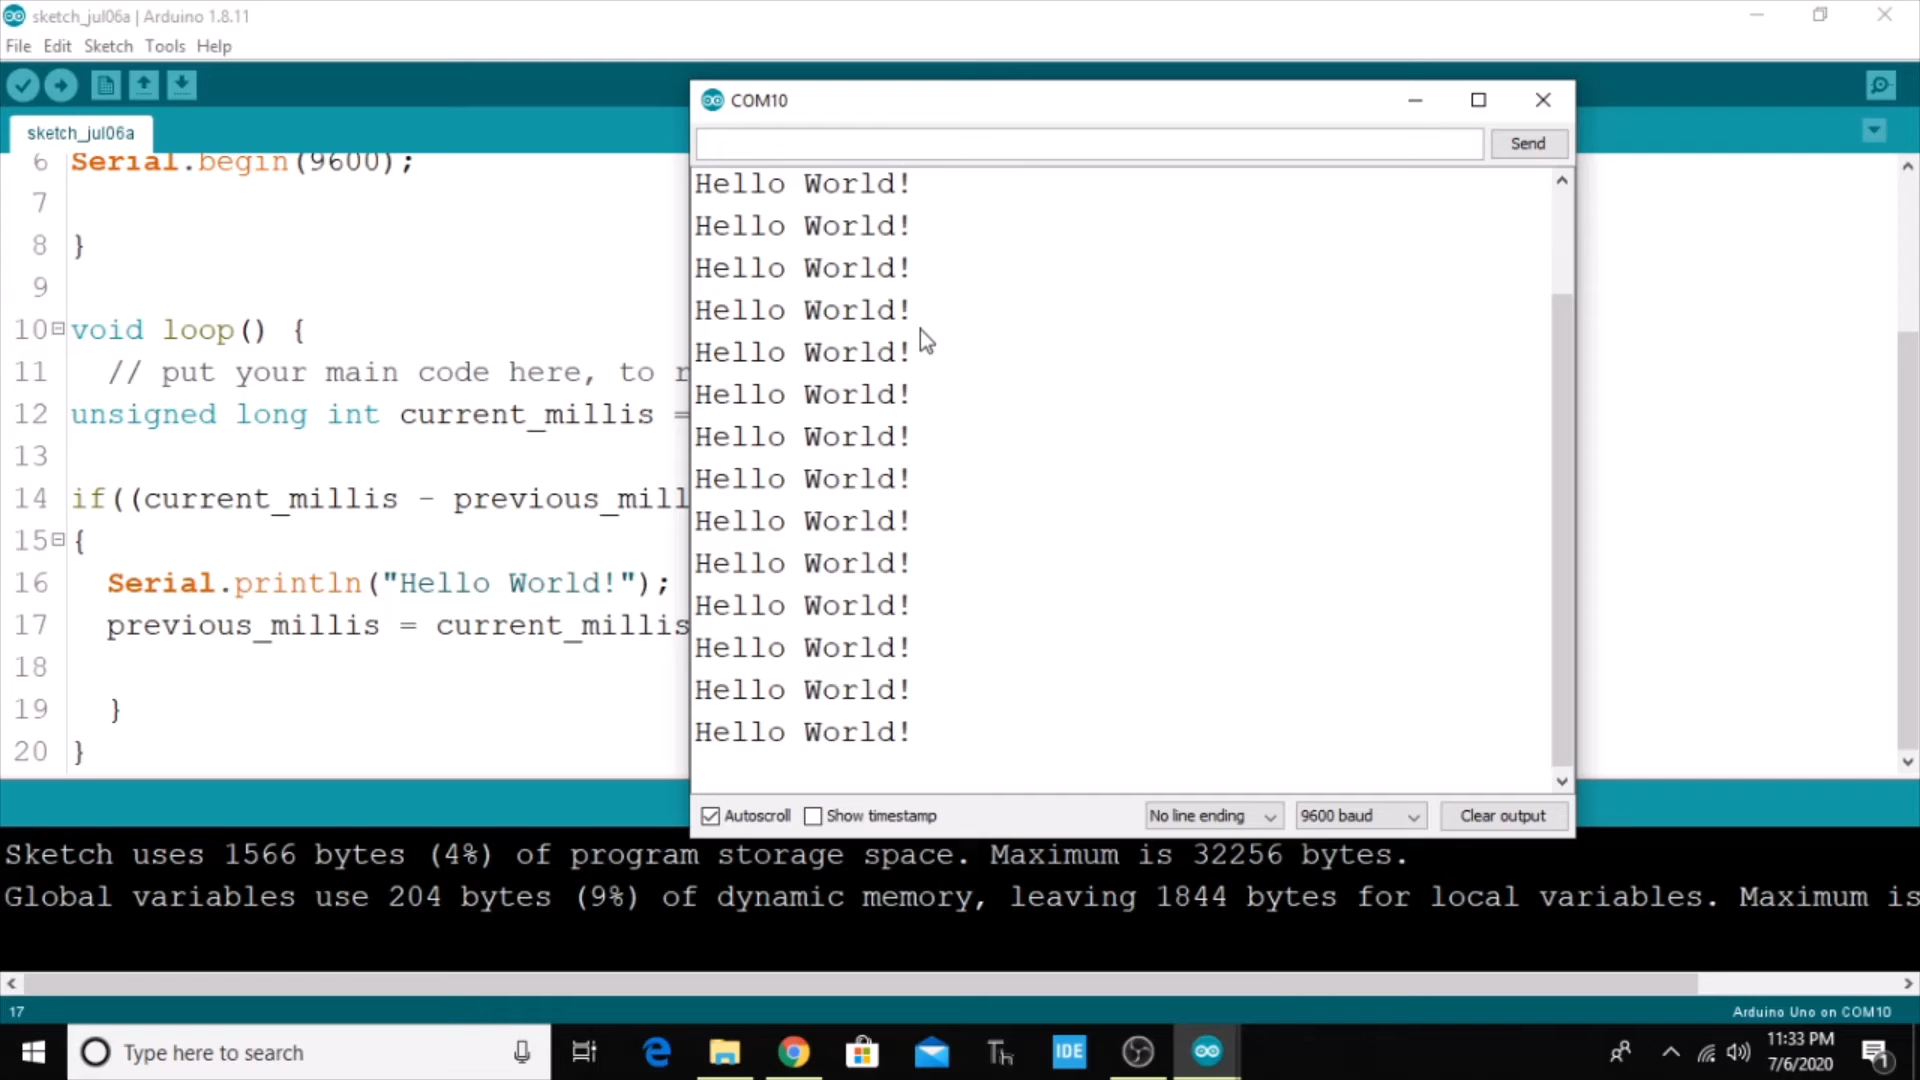 sketch_jul06a | Arduino 1.8.11
File Edit Sketch Tools Help
sketch_jul06a
6 Serial.begin(9600);
7
8 }
9
10 void loop() {
11 // put your main code here, to r
12 unsigned long int current_millis =
13
14 if((current_millis - previous_mill
15 {
16 Serial.println("Hello World!");
17 previous_millis = current_millis
18
19 }
20 }
COM10
Send
Hello World!
Hello World!
Hello World!
Hello World!
Hello World!
Hello World!
Hello World!
Hello World!
Hello World!
Hello World!
Hello World!
Hello World!
Hello World!
Hello World!
Autoscroll Show timestamp No line ending 9600 baud Clear output
Sketch uses 1566 bytes (4%) of program storage space. Maximum is 32256 bytes.
Global variables use 204 bytes (9%) of dynamic memory, leaving 1844 bytes for local variables. Maximum is
17 Arduino Uno on COM10
Type here to search
Th
IDE
11:33 PM
7/6/2020
1